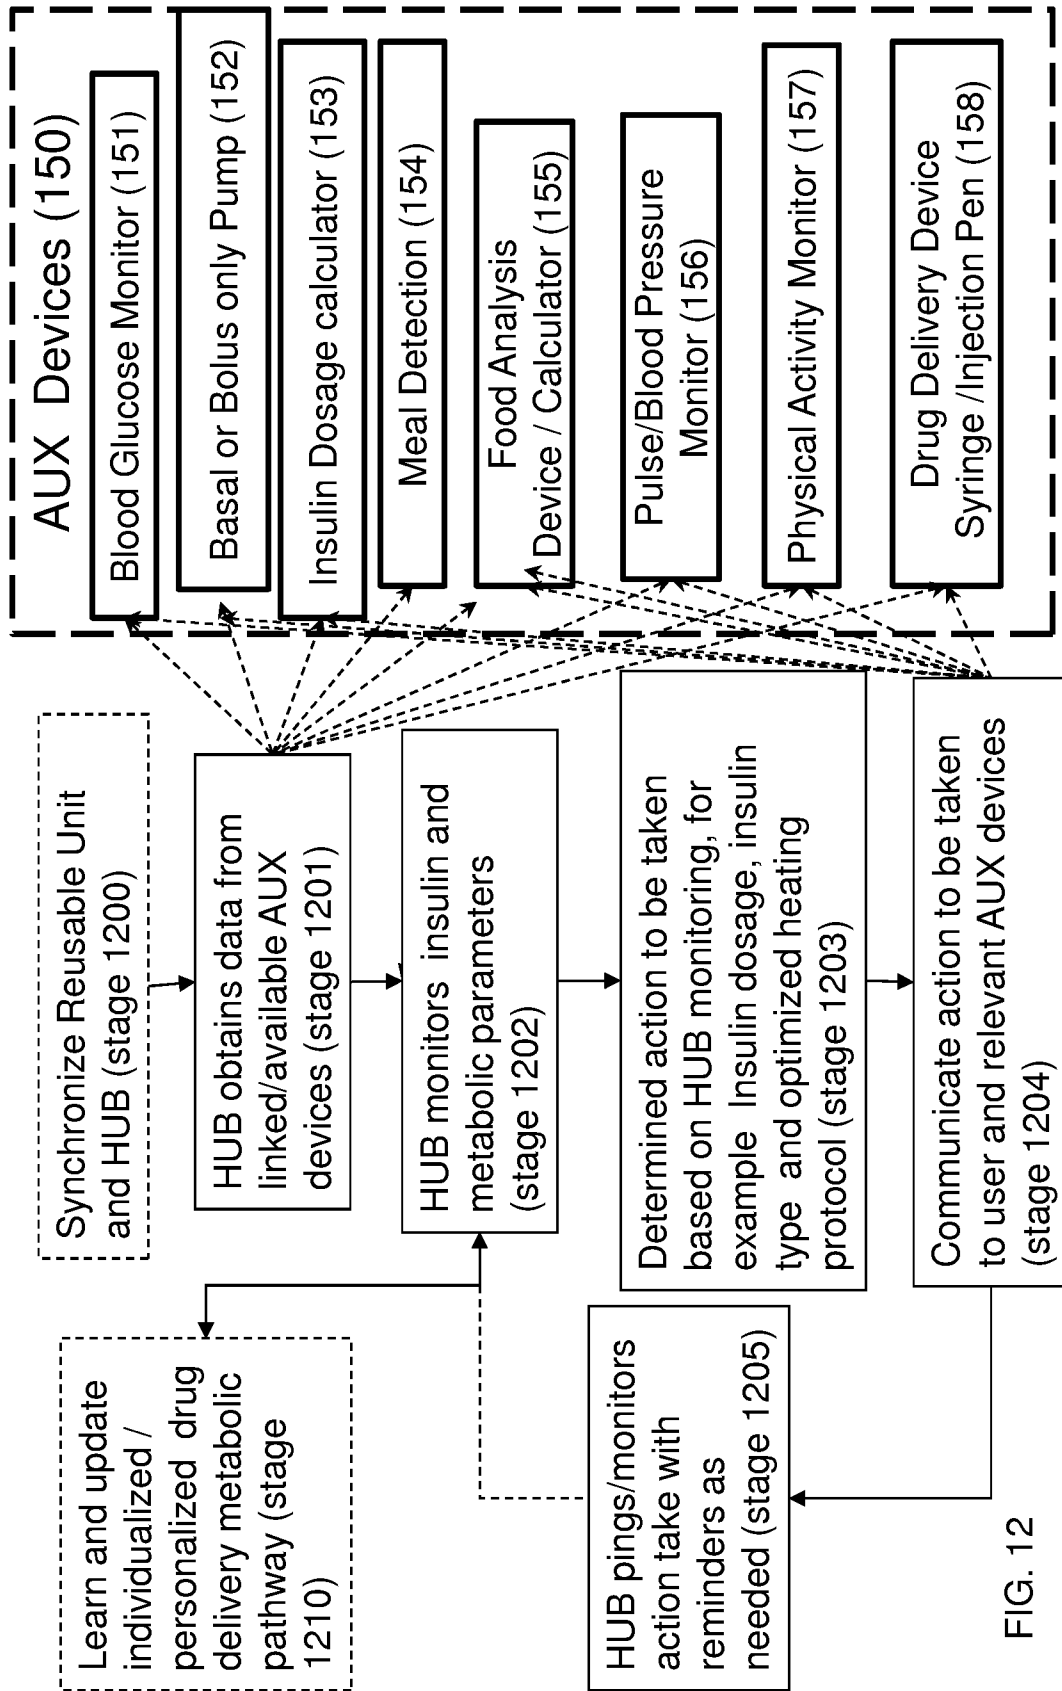 Learn and update
individualized /
personalized drug
delivery metabolic
pathway (stage
1210)
Synchronize Reusable Unit
and HUB (stage 1200)
HUB obtains data from
linked/available AUX
devices (stage 1201)
HUB monitors insulin and
metabolic parameters
(stage 1202)
Determined action to be taken
based on HUB monitoring, for
example Insulin dosage, insulin
type and optimized heating
protocol (stage 1203)
Communicate action to be taken
to user and relevant AUX devices
(stage 1204)
HUB pings/monitors
action take with
reminders as
needed (stage 1205)
AUX Devices (150)
Blood Glucose Monitor (151)
Basal or Bolus only Pump (152)
Insulin Dosage calculator (153)
Meal Detection (154)
Food Analysis
Device / Calculator (155)
Pulse/Blood Pressure
Monitor (156)
Physical Activity Monitor (157)
Drug Delivery Device
Syringe /Injection Pen (158)
FIG. 12